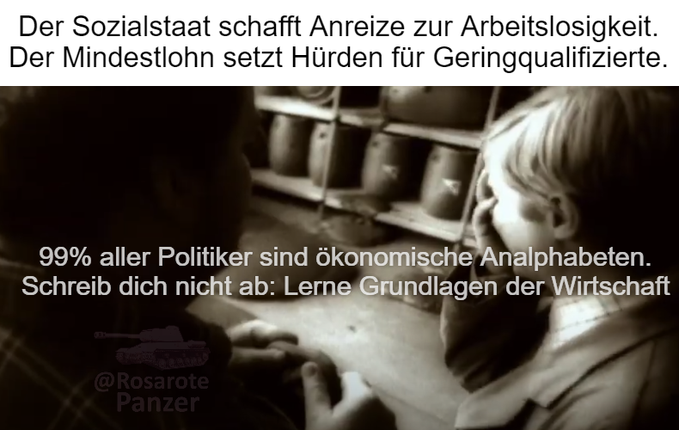 Der Sozialstaat schafft Anreize zur Arbeitslosigkeit.
Der Mindestlohn setzt Hürden für Geringqualifizierte.
99% aller Politiker sind ökonomische Analphabeten.
Schreib dich nicht ab: Lerne Grundlagen der Wirtschaft
@Rosarote
Panzer